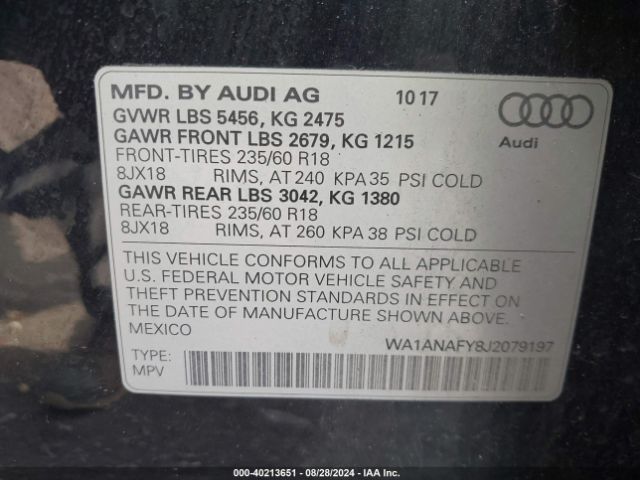 MFD. BY AUDI AG 10 17
GVWR LBS 5456, KG 2475
GAWR FRONT LBS 2679, KG 1215
FRONT-TIRES 235/60 R18
8JX18 RIMS, AT 240 KPA 35 PSI COLD
GAWR REAR LBS 3042, KG 1380
REAR-TIRES 235/60 R18
8JX18 RIMS, AT 260 KPA 38 PSI COLD
Audi
THIS VEHICLE CONFORMS TO ALL APPLICABLE
U.S. FEDERAL MOTOR VEHICLE SAFETY AND
THEFT PREVENTION STANDARDS IN EFFECT ON
THE DATE OF MANUFACTURE SHOWN ABOVE.
MEXICO
WA1ANAFY8J2079197
TYPE:
MPV
000-40213651 - 08/28/2024 - IAA Inc.